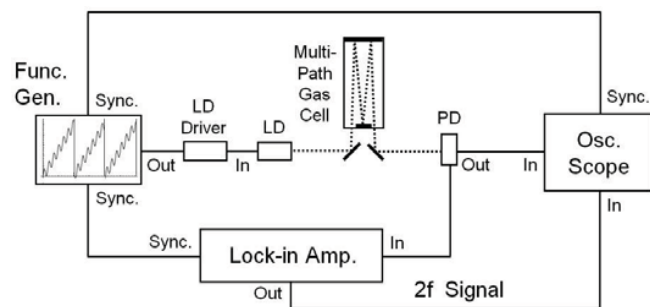 Func.
Gen.
Sync.
Out
Sync.
LD
Driver
In
LD
Multi-
Path
Gas
Cell
PD
Out
In
Sync.
Osc.
Scope
In
Sync.
Lock-in Amp.
In
Out
2f Signal